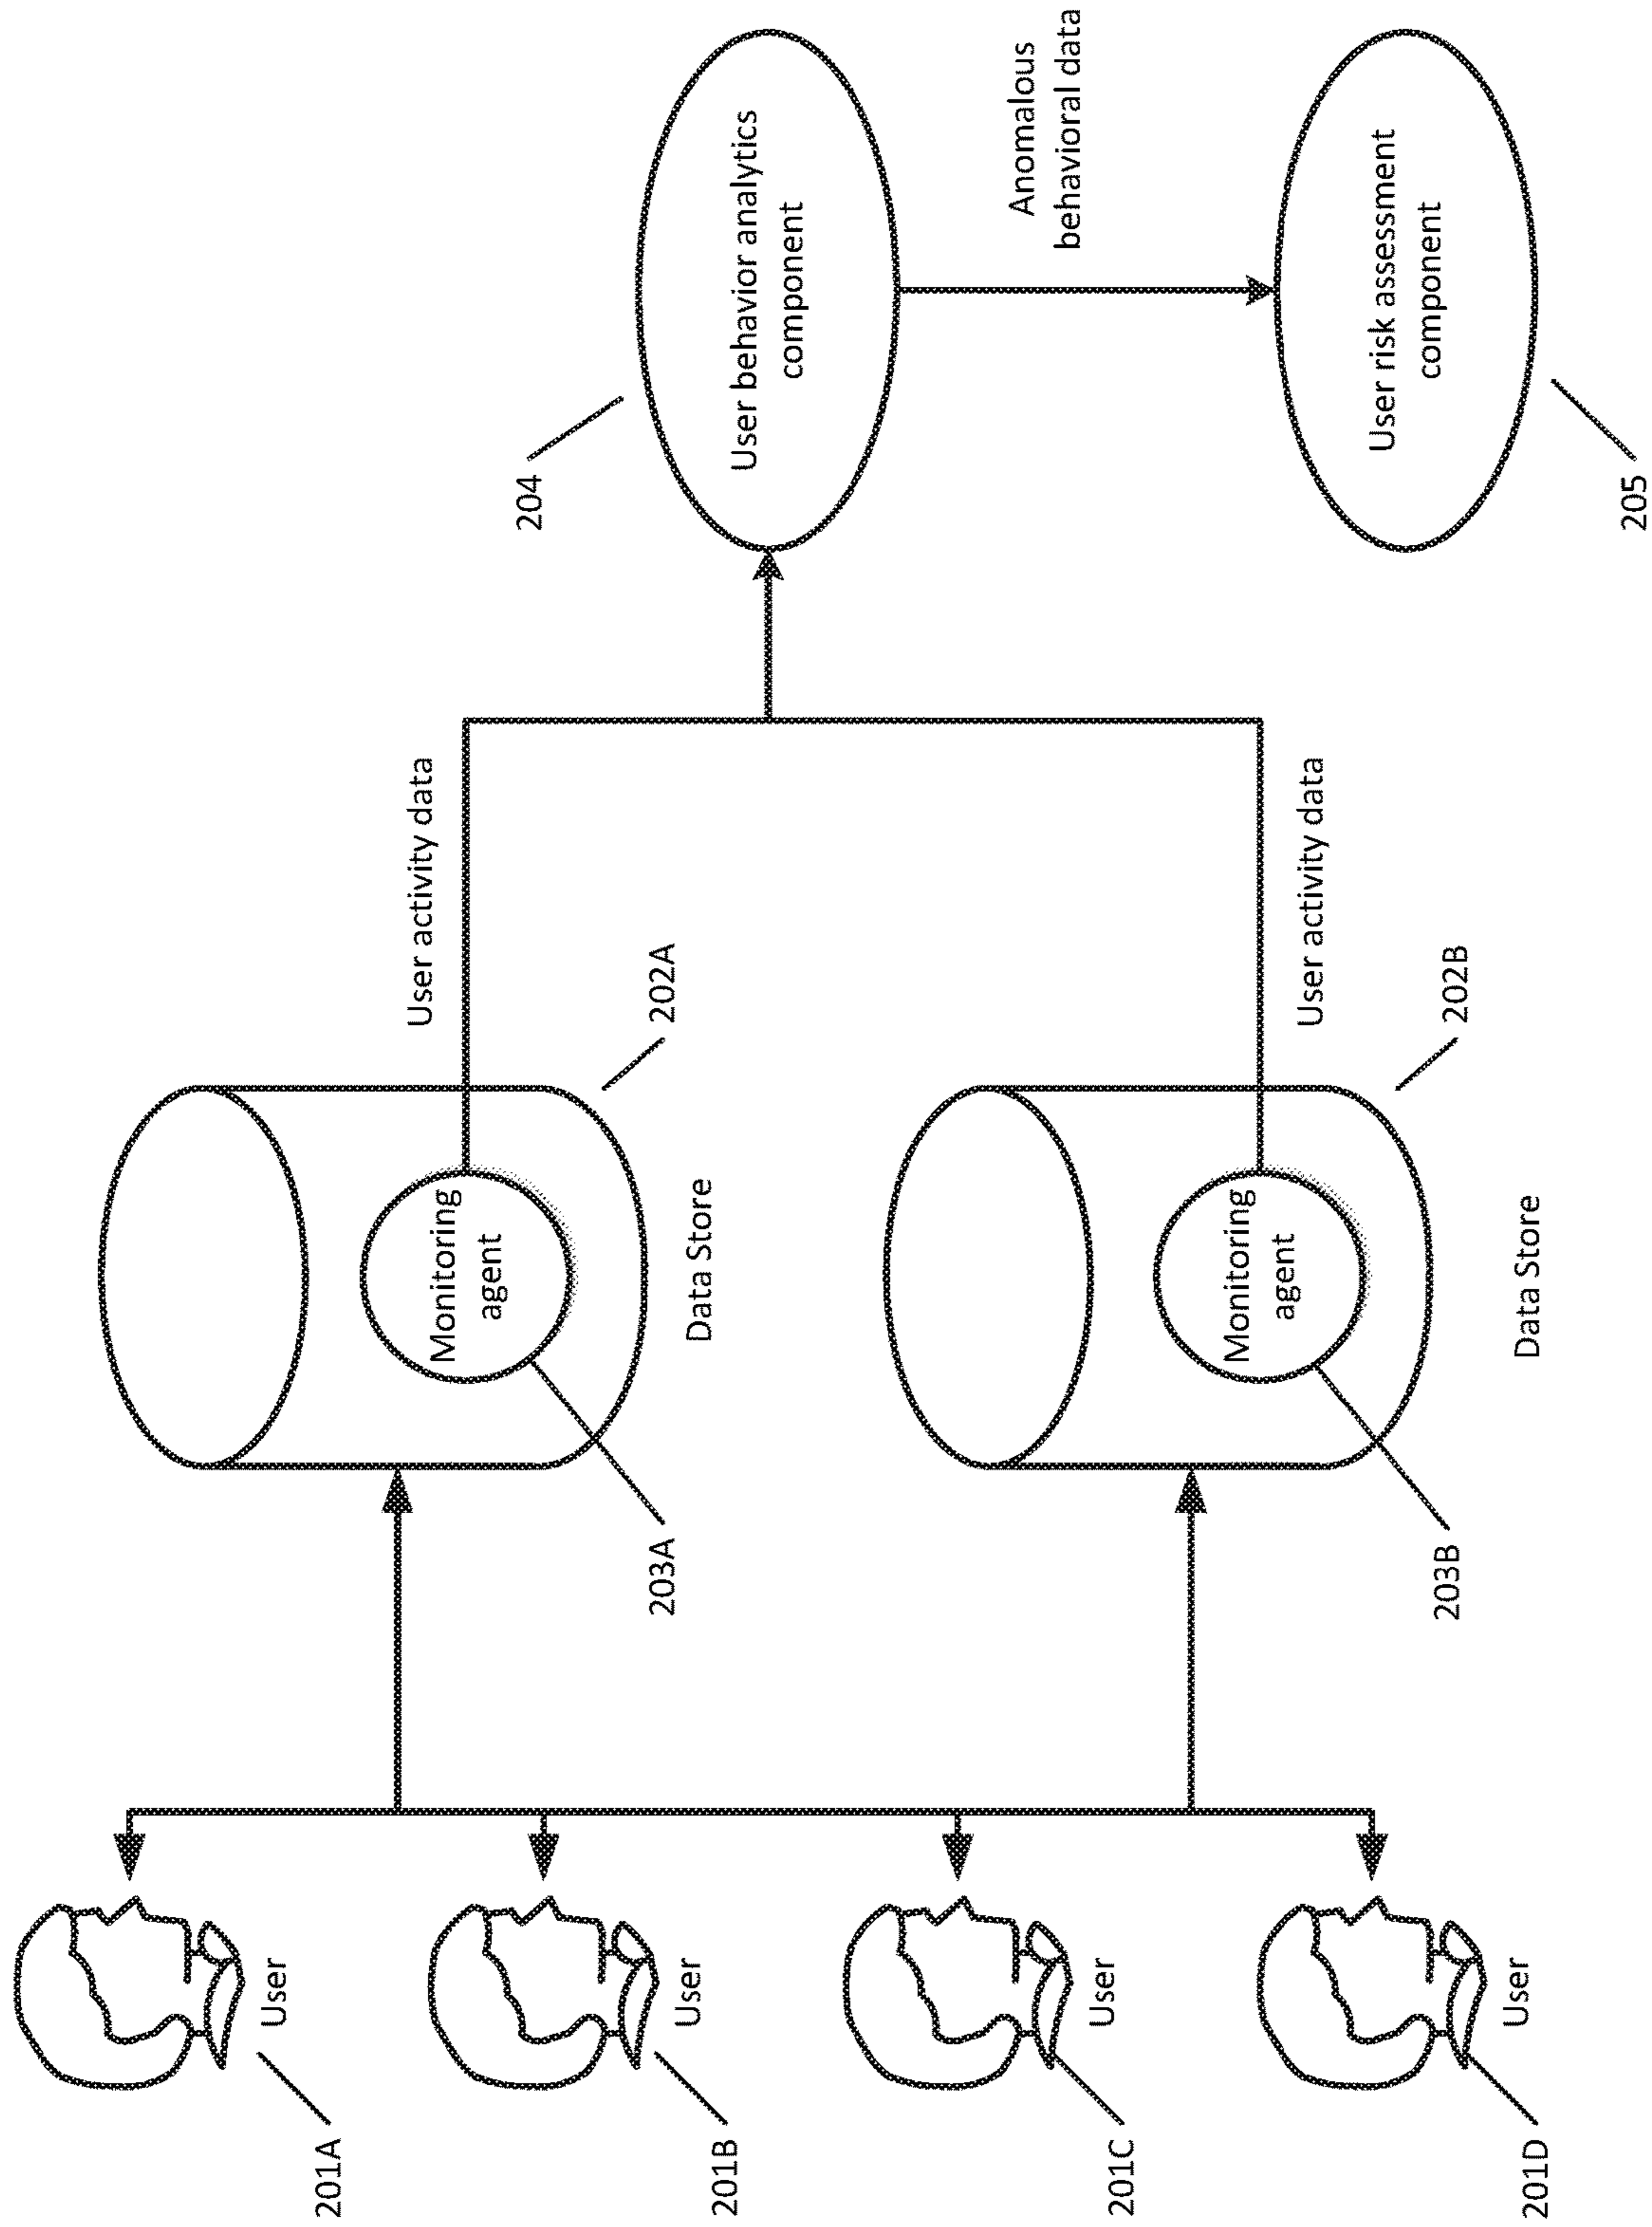 201A
User
201B
User
201C
User
201D
User
203A
Monitoring
agent
Data Store
202A
User activity data
203B
Monitoring
agent
Data Store
202B
User activity data
204
User behavior analytics
component
Anomalous
behavioral data
User risk assessment
component
205